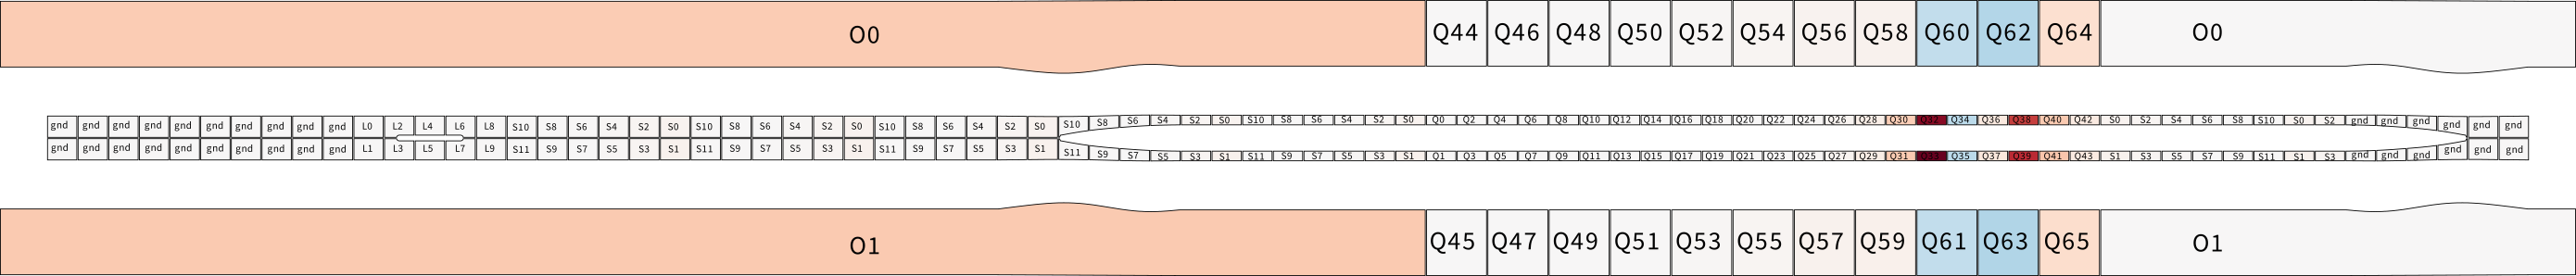 O0 Q44 Q46 Q48 Q50 Q52 Q54 Q56 Q58 Q60 Q62 Q64 O0
gnd gnd gnd gnd gnd gnd gnd gnd gnd gnd L0 L2 L4 L6 L8 S10 S8 S6 S4 S2 S0 S10 S8 S6 S4 S2 S0 S10 S8 S6 S4 S2 S0 S10 S8 S6 S4 S2 S0 S10 S8 S6 S4 S2 S0 Q0 Q2 Q4 Q6 Q8 Q10 Q12 Q14 Q16 Q18 Q20 Q22 Q24 Q26 Q28 Q30 Q32 Q34 Q36 Q38 Q40 Q42 S0 S2 S4 S6 S8 S10 S0 S2 gnd gnd gnd gnd gnd gnd
gnd gnd gnd gnd gnd gnd gnd gnd gnd gnd L1 L3 L5 L7 L9 S11 S9 S7 S5 S3 S1 S11 S9 S7 S5 S3 S1 S11 S9 S7 S5 S3 S1 S11 S9 S7 S5 S3 S1 S11 S9 S7 S5 S3 S1 Q1 Q3 Q5 Q7 Q9 Q11 Q13 Q15 Q17 Q19 Q21 Q23 Q25 Q27 Q29 Q31 Q33 Q35 Q37 Q39 Q41 Q43 S1 S3 S5 S7 S9 S11 S1 S3 gnd gnd gnd gnd gnd gnd
O1 Q45 Q47 Q49 Q51 Q53 Q55 Q57 Q59 Q61 Q63 Q65 O1